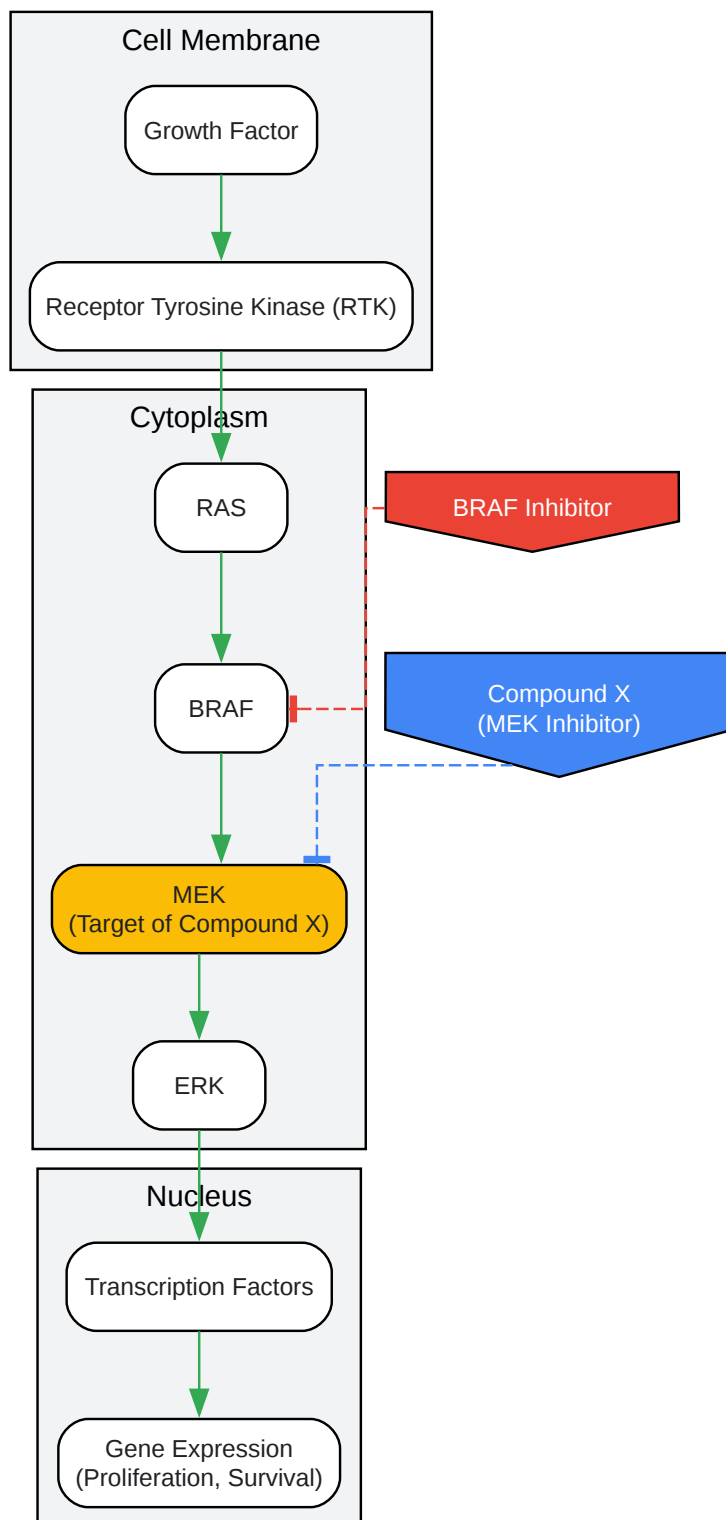 Cell Membrane
Growth Factor
Receptor Tyrosine Kinase (RTK)
Cytoplasm
RAS
BRAF Inhibitor
BRAF
Compound X
(MEK Inhibitor)
MEK
(Target of Compound X)
ERK
Nucleus
Transcription Factors
Gene Expression
(Proliferation, Survival)